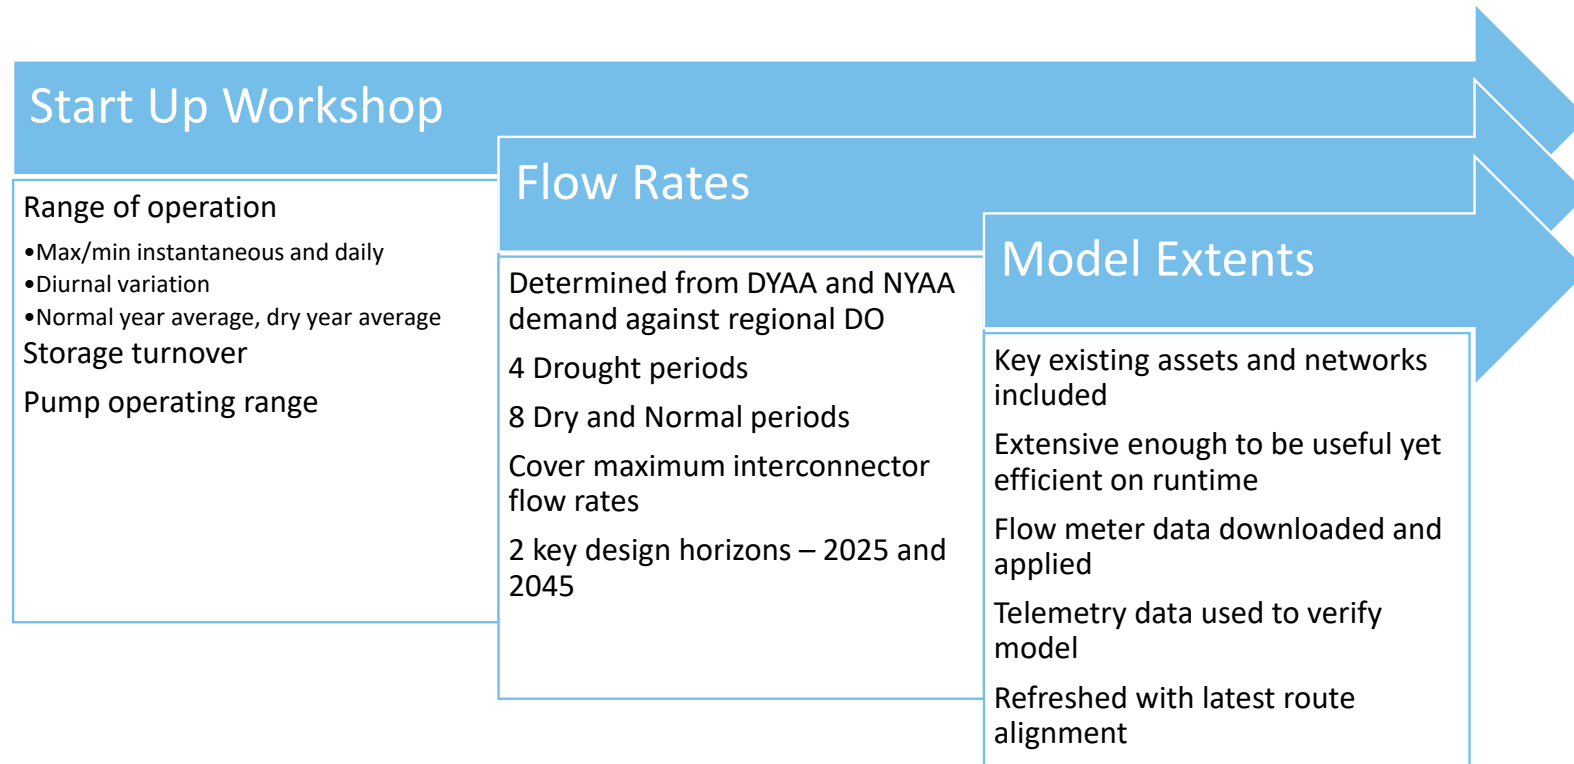 Start Up Workshop
Range of operation
•Max/min instantaneous and daily
•Diurnal variation
•Normal year average, dry year average
Storage turnover
Pump operating range
Flow Rates
Determined from DYAA and NYAA
demand against regional DO
4 Drought periods
8 Dry and Normal periods
Cover maximum interconnector
flow rates
2 key design horizons – 2025 and
2045
Model Extents
Key existing assets and networks
included
Extensive enough to be useful yet
efficient on runtime
Flow meter data downloaded and
applied
Telemetry data used to verify
model
Refreshed with latest route
alignment